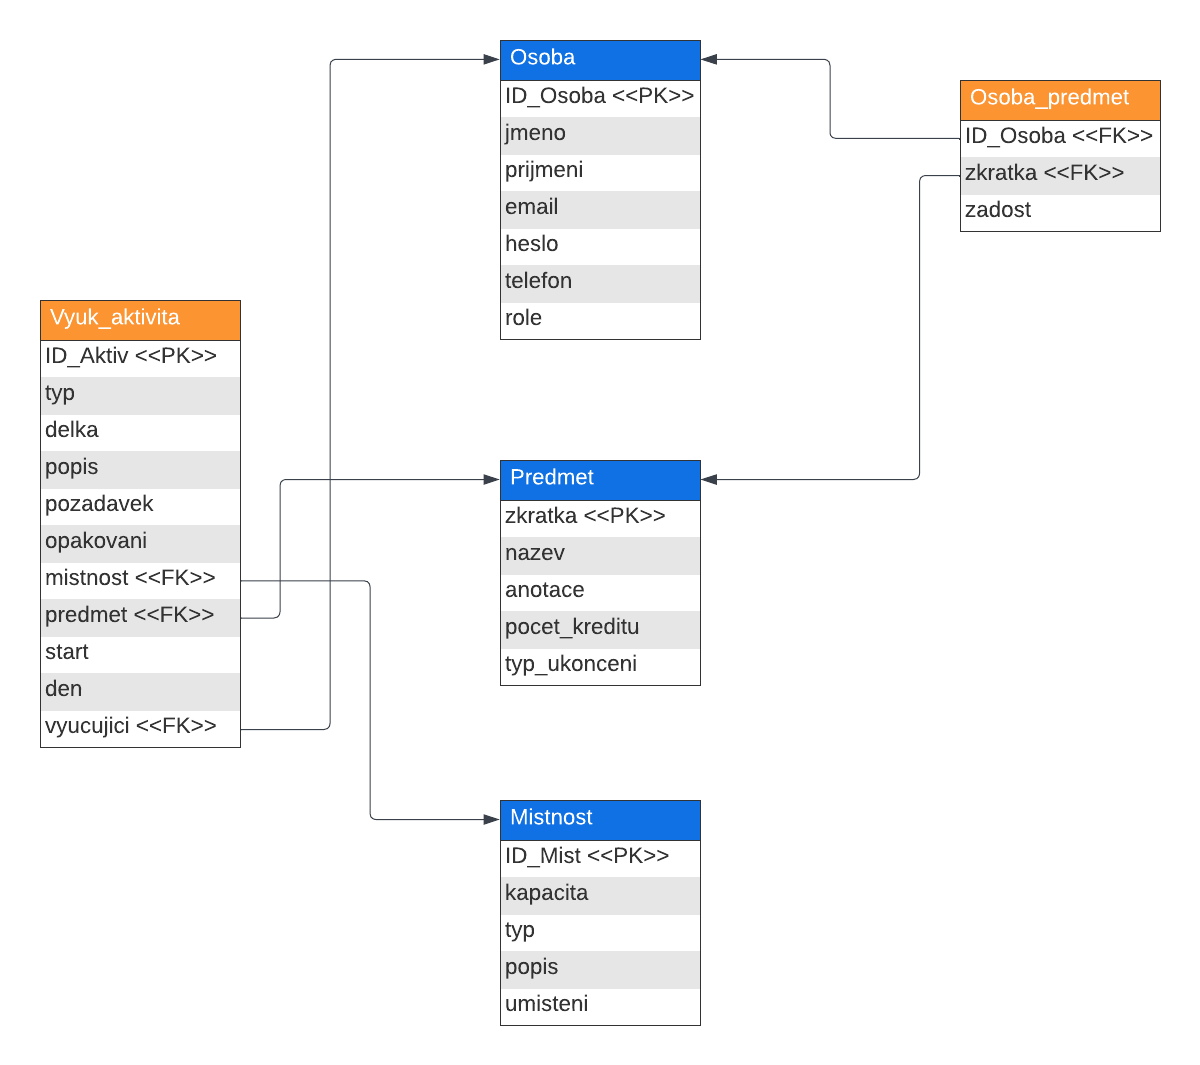 Osoba
ID_Osoba <<PK>>
jmeno
prijmeni
email
heslo
telefon
role
Osoba_predmet
ID_Osoba <<FK>>
zkratka <<FK>>
zadost
Vyuk_aktivita
ID_Aktiv <<PK>>
typ
delka
popis
pozadavek
opakovani
mistnost <<FK>>
predmet <<FK>>
start
den
vyucujici <<FK>>
Predmet
zkratka <<PK>>
nazev
anotace
pocet_kreditu
typ_ukonceni
Mistnost
ID_Mist <<PK>>
kapacita
typ
popis
umisteni